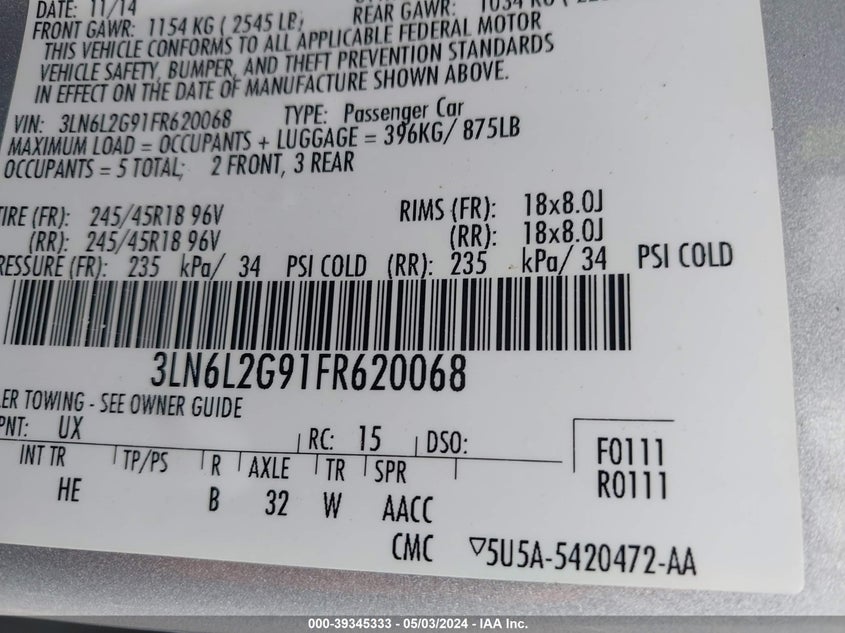 DATE: 11/14
FRONT GAWR: 1154 KG ( 2545 LB) REAR GAWR: 1034 KG
THIS VEHICLE CONFORMS TO ALL APPLICABLE FEDERAL MOTOR
VEHICLE SAFETY, BUMPER, AND THEFT PREVENTION STANDARDS
IN EFFECT ON THE DATE OF MANUFACTURE SHOWN ABOVE.
VIN: 3LN6L2G91FR620068 TYPE: Passenger Car
MAXIMUM LOAD = OCCUPANTS + LUGGAGE = 396KG/ 875LB
OCCUPANTS = 5 TOTAL; 2 FRONT, 3 REAR
TIRE (FR): 245/45R18 96V RIMS (FR): 18x8.0J
(RR): 245/45R18 96V (RR): 18x8.0J
PRESSURE (FR): 235 kPa/ 34 PSI COLD (RR): 235 kPa/ 34 PSI COLD
3LN6L2G91FR620068
LER TOWING - SEE OWNER GUIDE
PNT: UX RC: 15 DSO:
INT TR TP/PS R AXLE TR SPR
HE B 32 W AACC
CMC
F0111
R0111
▽5U5A-5420472-AA
000-39345333 — 05/03/2024 — IAA Inc.